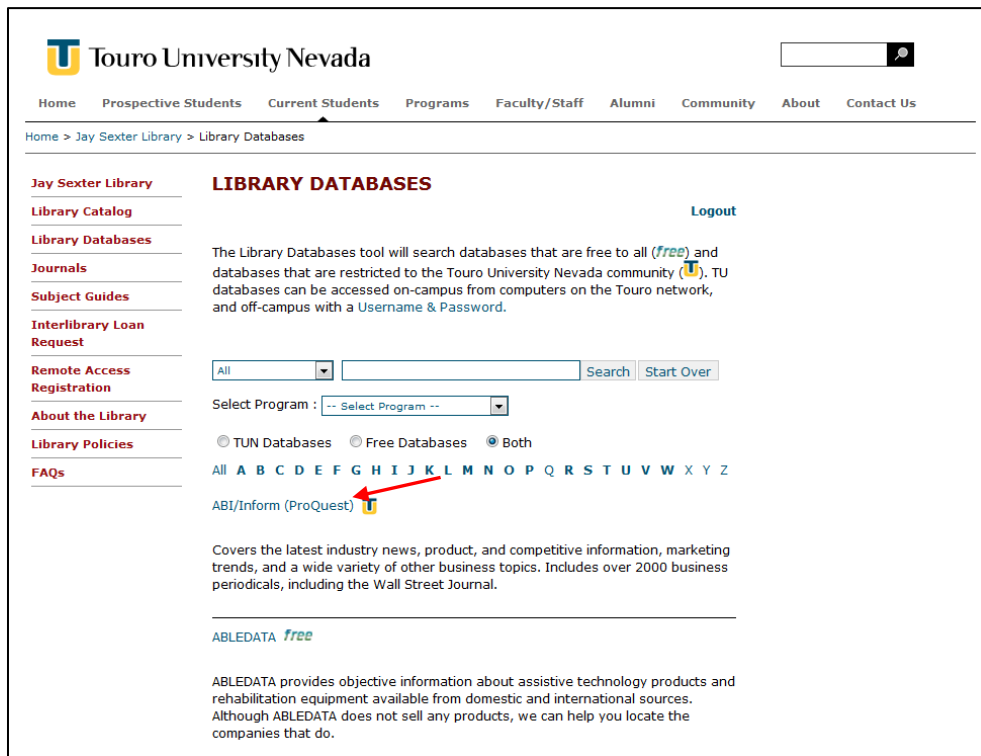 Touro University Nevada
Home Prospective Students Current Students Programs Faculty/Staff Alumni Community About Contact Us
Home > Jay Sexter Library > Library Databases
Jay Sexter Library
Library Catalog
Library Databases
Journals
Subject Guides
Interlibrary Loan
Request
Remote Access
Registration
About the Library
Library Policies
FAQs
LIBRARY DATABASES
Logout
The Library Databases tool will search databases that are free to all (free) and
databases that are restricted to the Touro University Nevada community (U). TU
databases can be accessed on-campus from computers on the Touro network,
and off-campus with a Username & Password.
All Search Start Over
Select Program : -- Select Program --
TUN Databases Free Databases Both
All A B C D E F G H I J K L M N O P Q R S T U V W X Y Z
ABI/Inform (ProQuest) U
Covers the latest industry news, product, and competitive information, marketing
trends, and a wide variety of other business topics. Includes over 2000 business
periodicals, including the Wall Street Journal.
ABLEDATA free
ABLEDATA provides objective information about assistive technology products and
rehabilitation equipment available from domestic and international sources.
Although ABLEDATA does not sell any products, we can help you locate the
companies that do.